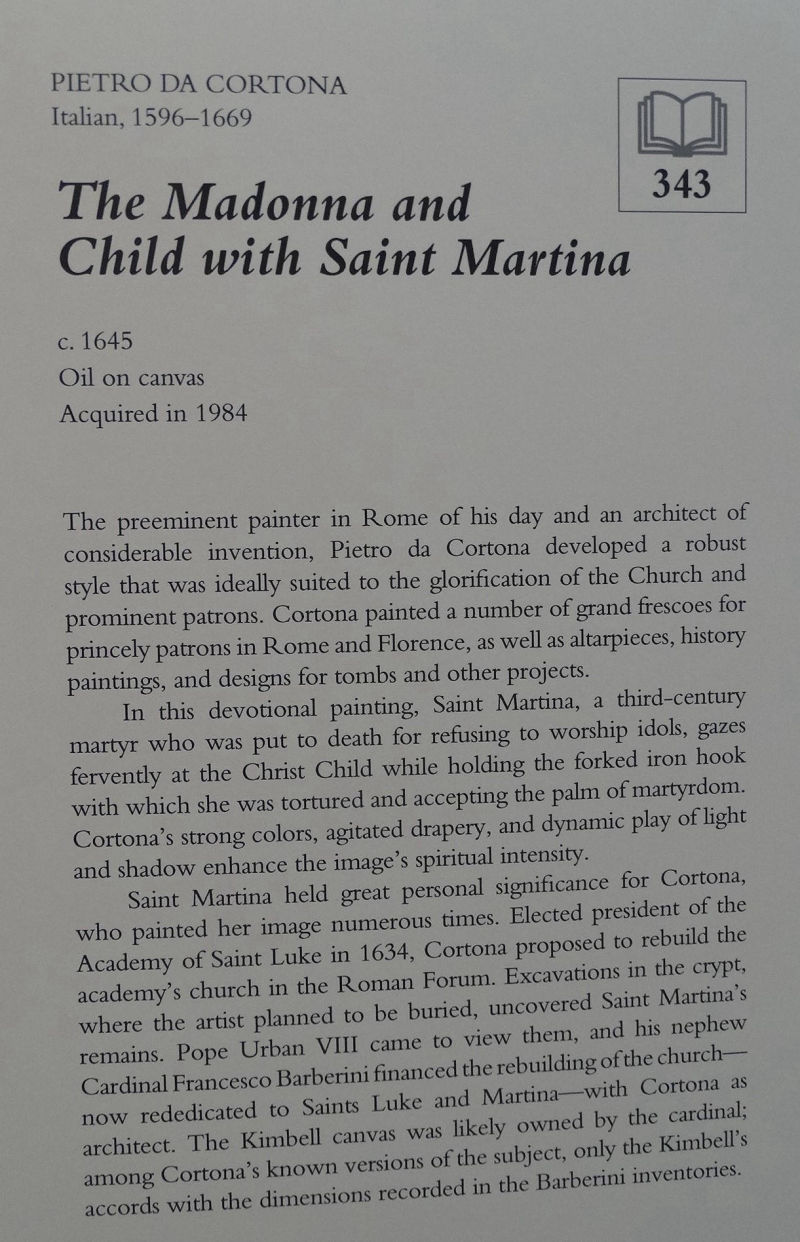 PIETRO DA CORTONA
Italian, 1596–1669
343
The Madonna and
Child with Saint Martina
c. 1645
Oil on canvas
Acquired in 1984
The preeminent painter in Rome of his day and an architect of
considerable invention, Pietro da Cortona developed a robust
style that was ideally suited to the glorification of the Church and
prominent patrons. Cortona painted a number of grand frescoes for
princely patrons in Rome and Florence, as well as altarpieces, history
paintings, and designs for tombs and other projects.
In this devotional painting, Saint Martina, a third-century
martyr who was put to death for refusing to worship idols, gazes
fervently at the Christ Child while holding the forked iron hook
with which she was tortured and accepting the palm of martyrdom.
Cortona's strong colors, agitated drapery, and dynamic play of light
and shadow enhance the image's spiritual intensity.
Saint Martina held great personal significance for Cortona,
who painted her image numerous times. Elected president of the
Academy of Saint Luke in 1634, Cortona proposed to rebuild the
academy's church in the Roman Forum. Excavations in the crypt,
where the artist planned to be buried, uncovered Saint Martina's
remains. Pope Urban VIII came to view them, and his nephew
Cardinal Francesco Barberini financed the rebuilding of the church—
now rededicated to Saints Luke and Martina—with Cortona as
architect. The Kimbell canvas was likely owned by the cardinal;
among Cortona's known versions of the subject, only the Kimbell's
accords with the dimensions recorded in the Barberini inventories.